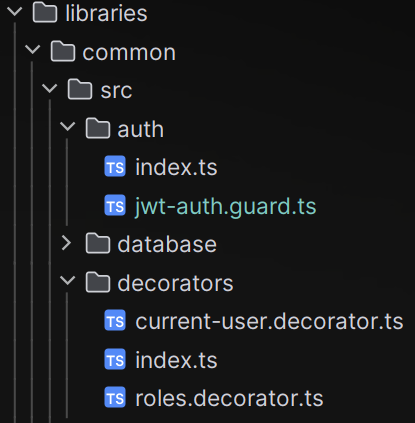 libraries
common
src
auth
TS index.ts
TS jwt-auth.guard.ts
database
decorators
TS current-user.decorator.ts
TS index.ts
TS roles.decorator.ts